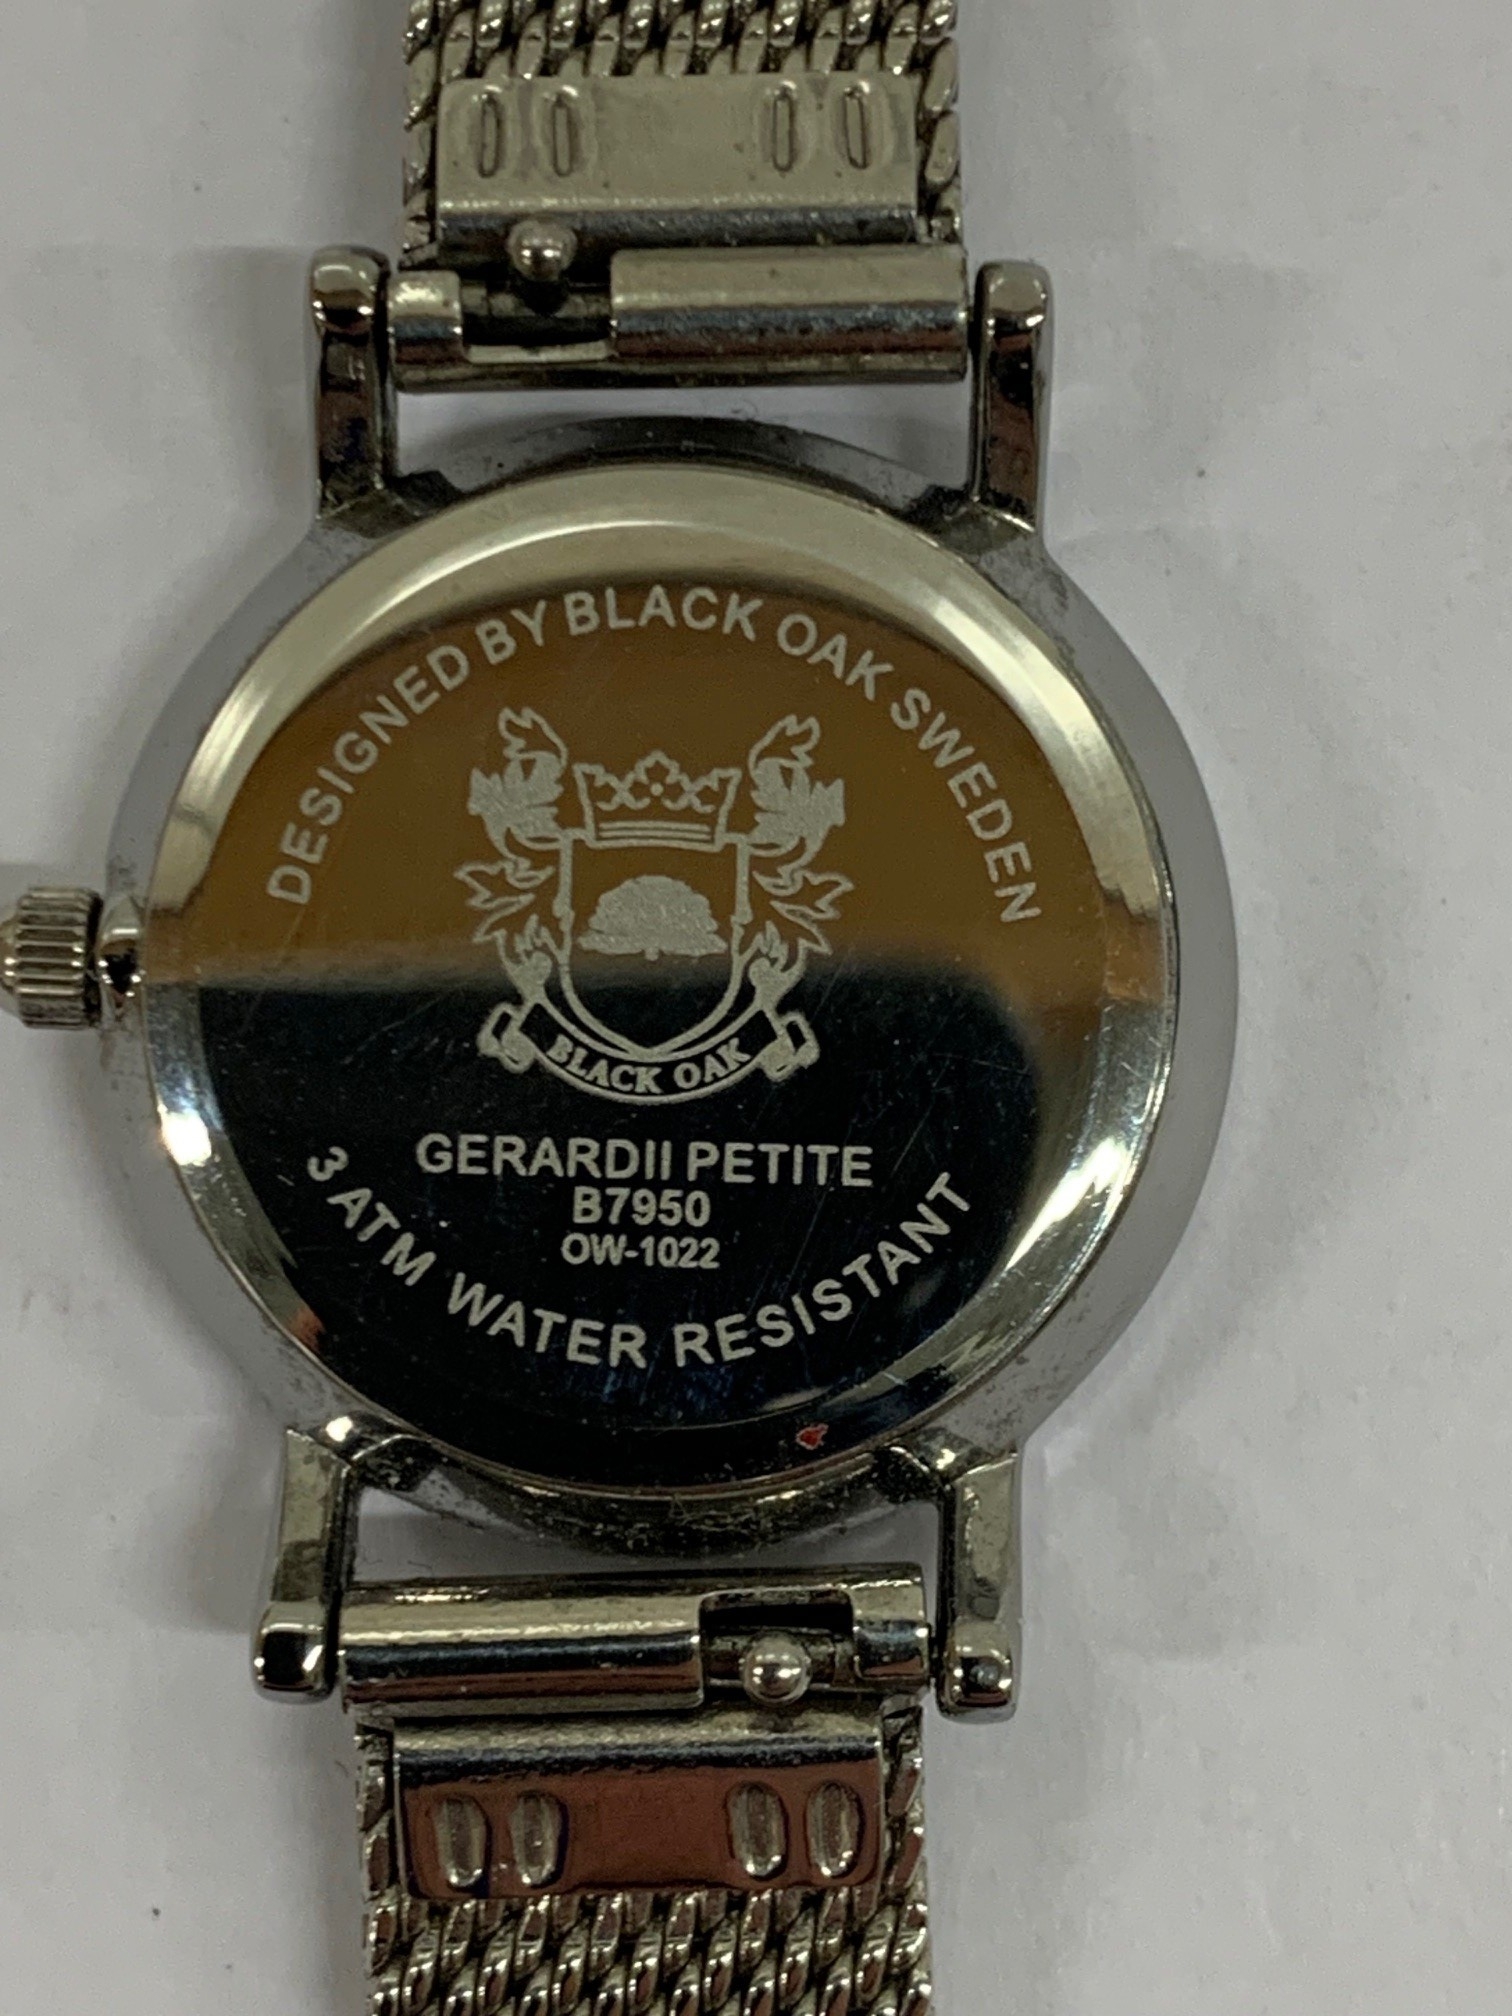 DESIGNED BY BLACK OAK SWEDEN
BLACK OAK
GERARDII PETITE
B7950
OW-1022
3 ATM WATER RESISTANT